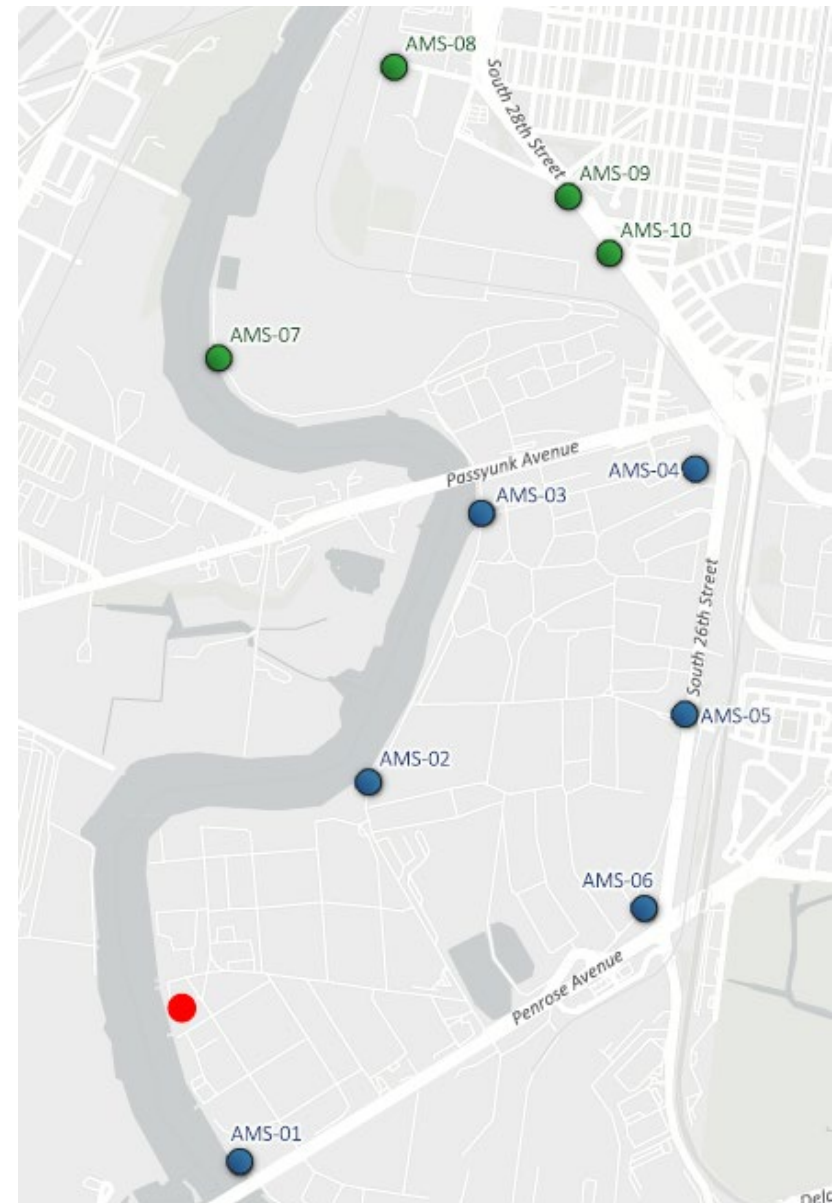 AMS-08
South 28th Street
AMS-09
AMS-10
AMS-07
Passyunk Avenue
AMS-04
AMS-03
South 26th Street
AMS-05
AMS-02
AMS-06
Penrose Avenue
AMS-01